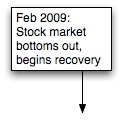 Feb 2009:
Stock market
bottoms out,
begins recovery